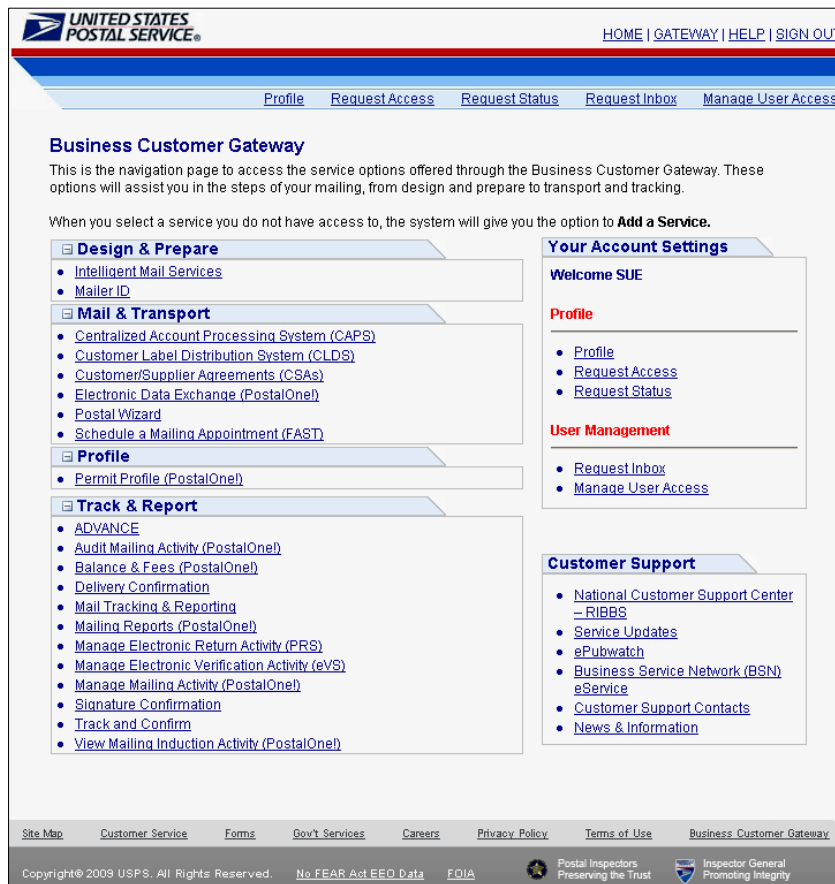 UNITED STATES
POSTAL SERVICE®
HOME | GATEWAY | HELP | SIGN OUT
Profile Request Access Request Status Request Inbox Manage User Access
Business Customer Gateway
This is the navigation page to access the service options offered through the Business Customer Gateway. These
options will assist you in the steps of your mailing, from design and prepare to transport and tracking.
When you select a service you do not have access to, the system will give you the option to Add a Service.
Design & Prepare
Intelligent Mail Services
Mailer ID
Mail & Transport
Centralized Account Processing System (CAPS)
Customer Label Distribution System (CLDS)
Customer/Supplier Agreements (CSAs)
Electronic Data Exchange (PostalOne!)
Postal Wizard
Schedule a Mailing Appointment (FAST)
Profile
Permit Profile (PostalOne!)
Track & Report
ADVANCE
Audit Mailing Activity (PostalOne!)
Balance & Fees (PostalOne!)
Delivery Confirmation
Mail Tracking & Reporting
Mailing Reports (PostalOne!)
Manage Electronic Return Activity (PRS)
Manage Electronic Verification Activity (eVS)
Manage Mailing Activity (PostalOne!)
Signature Confirmation
Track and Confirm
View Mailing Induction Activity (PostalOne!)
Your Account Settings
Welcome SUE
Profile
Profile
Request Access
Request Status
User Management
Request Inbox
Manage User Access
Customer Support
National Customer Support Center
– RIBBS
Service Updates
ePubwatch
Business Service Network (BSN)
eService
Customer Support Contacts
News & Information
Site Map Customer Service Forms Gov't Services Careers Privacy Policy Terms of Use Business Customer Gateway
Copyright© 2009 USPS. All Rights Reserved. No FEAR Act EEO Data FOIA
Postal Inspectors
Preserving the Trust
Inspector General
Promoting Integrity